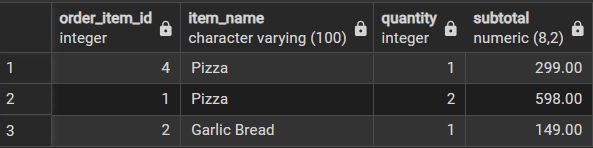 order_item_id item_name quantity subtotal
integer character varying (100) integer numeric (8,2)
1 4 Pizza 1 299.00
2 1 Pizza 2 598.00
3 2 Garlic Bread 1 149.00